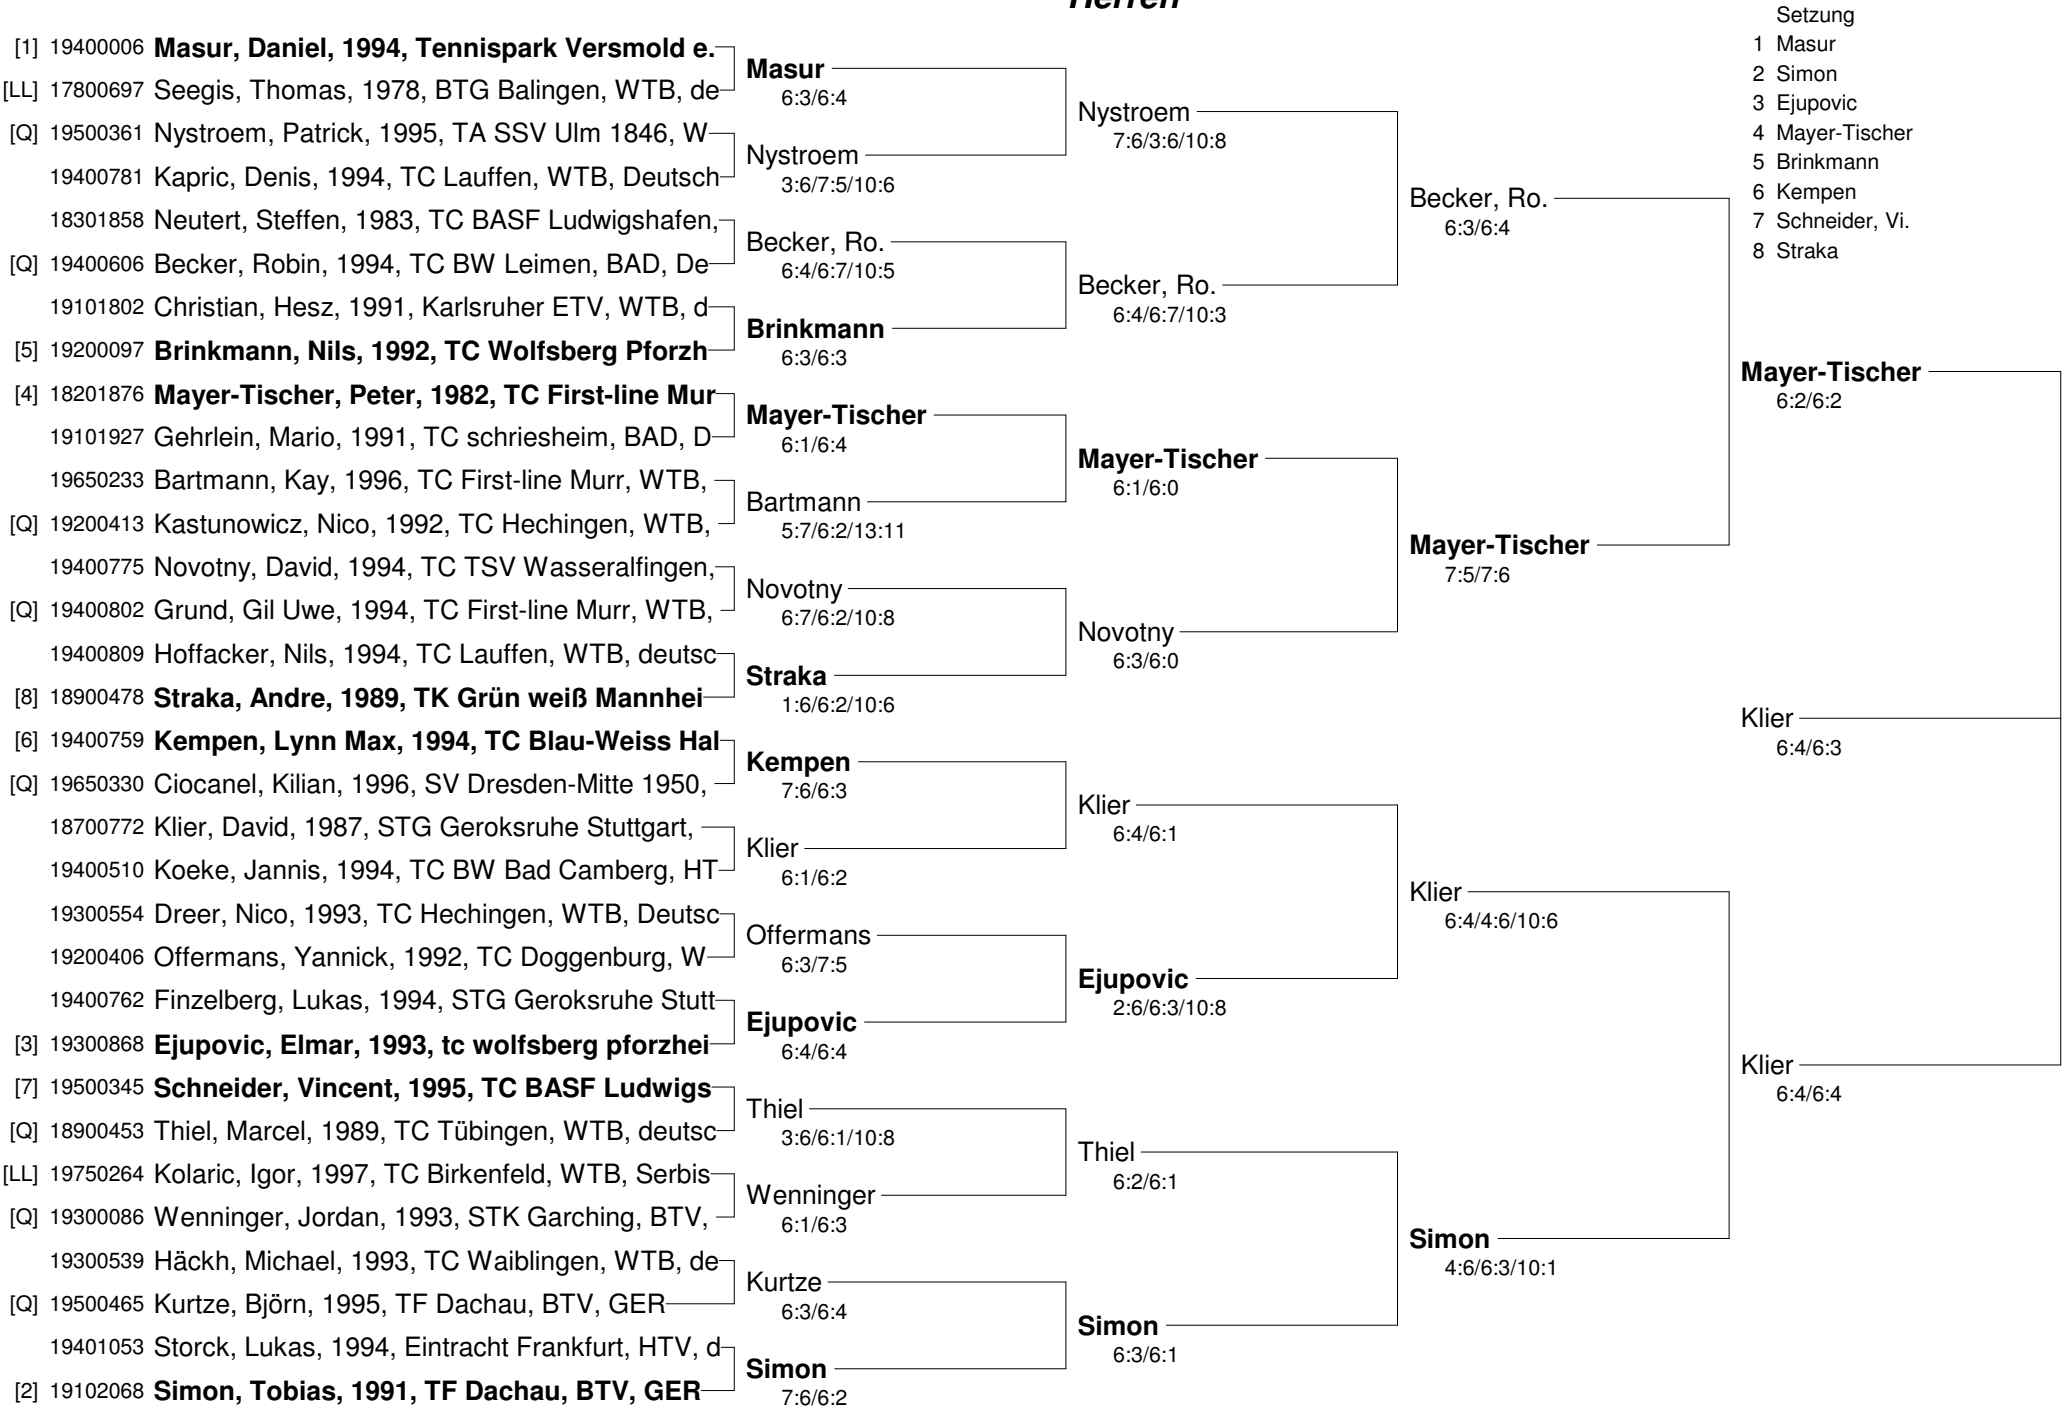 Herren
[1] 19400006 Masur, Daniel, 1994, Tennispark Versmold e.
[LL] 17800697 Seegis, Thomas, 1978, BTG Balingen, WTB, de
[Q] 19500361 Nystroem, Patrick, 1995, TA SSV Ulm 1846, W
19400781 Kapric, Denis, 1994, TC Lauffen, WTB, Deutsch
18301858 Neutert, Steffen, 1983, TC BASF Ludwigshafen,
[Q] 19400606 Becker, Robin, 1994, TC BW Leimen, BAD, De
19101802 Christian, Hesz, 1991, Karlsruher ETV, WTB, d
[5] 19200097 Brinkmann, Nils, 1992, TC Wolfsberg Pforzh
[4] 18201876 Mayer-Tischer, Peter, 1982, TC First-line Mur
19101927 Gehrlein, Mario, 1991, TC schriesheim, BAD, D
19650233 Bartmann, Kay, 1996, TC First-line Murr, WTB,
[Q] 19200413 Kastunowicz, Nico, 1992, TC Hechingen, WTB,
19400775 Novotny, David, 1994, TC TSV Wasseralfingen,
[Q] 19400802 Grund, Gil Uwe, 1994, TC First-line Murr, WTB,
19400809 Hoffacker, Nils, 1994, TC Lauffen, WTB, deutsc
[8] 18900478 Straka, Andre, 1989, TK Grün weiß Mannhei
[6] 19400759 Kempen, Lynn Max, 1994, TC Blau-Weiss Hal
[Q] 19650330 Ciocanel, Kilian, 1996, SV Dresden-Mitte 1950,
18700772 Klier, David, 1987, STG Geroksruhe Stuttgart,
19400510 Koeke, Jannis, 1994, TC BW Bad Camberg, HT
19300554 Dreer, Nico, 1993, TC Hechingen, WTB, Deutsc
19200406 Offermans, Yannick, 1992, TC Doggenburg, W
19400762 Finzelberg, Lukas, 1994, STG Geroksruhe Stutt
[3] 19300868 Ejupovic, Elmar, 1993, tc wolfsberg pforzhei
[7] 19500345 Schneider, Vincent, 1995, TC BASF Ludwigs
[Q] 18900453 Thiel, Marcel, 1989, TC Tübingen, WTB, deutsc
[LL] 19750264 Kolaric, Igor, 1997, TC Birkenfeld, WTB, Serbis
[Q] 19300086 Wenninger, Jordan, 1993, STK Garching, BTV,
19300539 Häckh, Michael, 1993, TC Waiblingen, WTB, de
[Q] 19500465 Kurtze, Björn, 1995, TF Dachau, BTV, GER
19401053 Storck, Lukas, 1994, Eintracht Frankfurt, HTV, d
[2] 19102068 Simon, Tobias, 1991, TF Dachau, BTV, GER
Masur
6:3/6:4
Nystroem
3:6/7:5/10:6
Becker, Ro.
6:4/6:7/10:5
Brinkmann
6:3/6:3
Mayer-Tischer
6:1/6:4
Bartmann
5:7/6:2/13:11
Novotny
6:7/6:2/10:8
Straka
1:6/6:2/10:6
Kempen
7:6/6:3
Klier
6:1/6:2
Offermans
6:3/7:5
Ejupovic
6:4/6:4
Thiel
3:6/6:1/10:8
Wenninger
6:1/6:3
Kurtze
6:3/6:4
Simon
7:6/6:2
Nystroem
7:6/3:6/10:8
Becker, Ro.
6:4/6:7/10:3
Mayer-Tischer
6:1/6:0
Novotny
6:3/6:0
Klier
6:4/6:1
Ejupovic
2:6/6:3/10:8
Thiel
6:2/6:1
Simon
6:3/6:1
Becker, Ro.
6:3/6:4
Mayer-Tischer
7:5/7:6
Klier
6:4/4:6/10:6
Simon
4:6/6:3/10:1
Mayer-Tischer
6:2/6:2
Klier
6:4/6:3
Klier
6:4/6:4
Setzung
1 Masur
2 Simon
3 Ejupovic
4 Mayer-Tischer
5 Brinkmann
6 Kempen
7 Schneider, Vi.
8 Straka